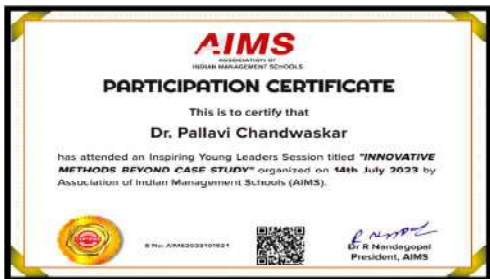 AIMS
ASSOCIATION OF
INDIAN MANAGEMENT SCHOOLS
PARTICIPATION CERTIFICATE
This is to certify that
Dr. Pallavi Chandwaskar
has attended an Inspiring Young Leaders Session titled "INNOVATIVE
METHODS BEYOND CASE STUDY" organized on 14th July 2023 by
Association of Indian Management Schools (AIMS).
Dr R Nandagopal
President, AIMS